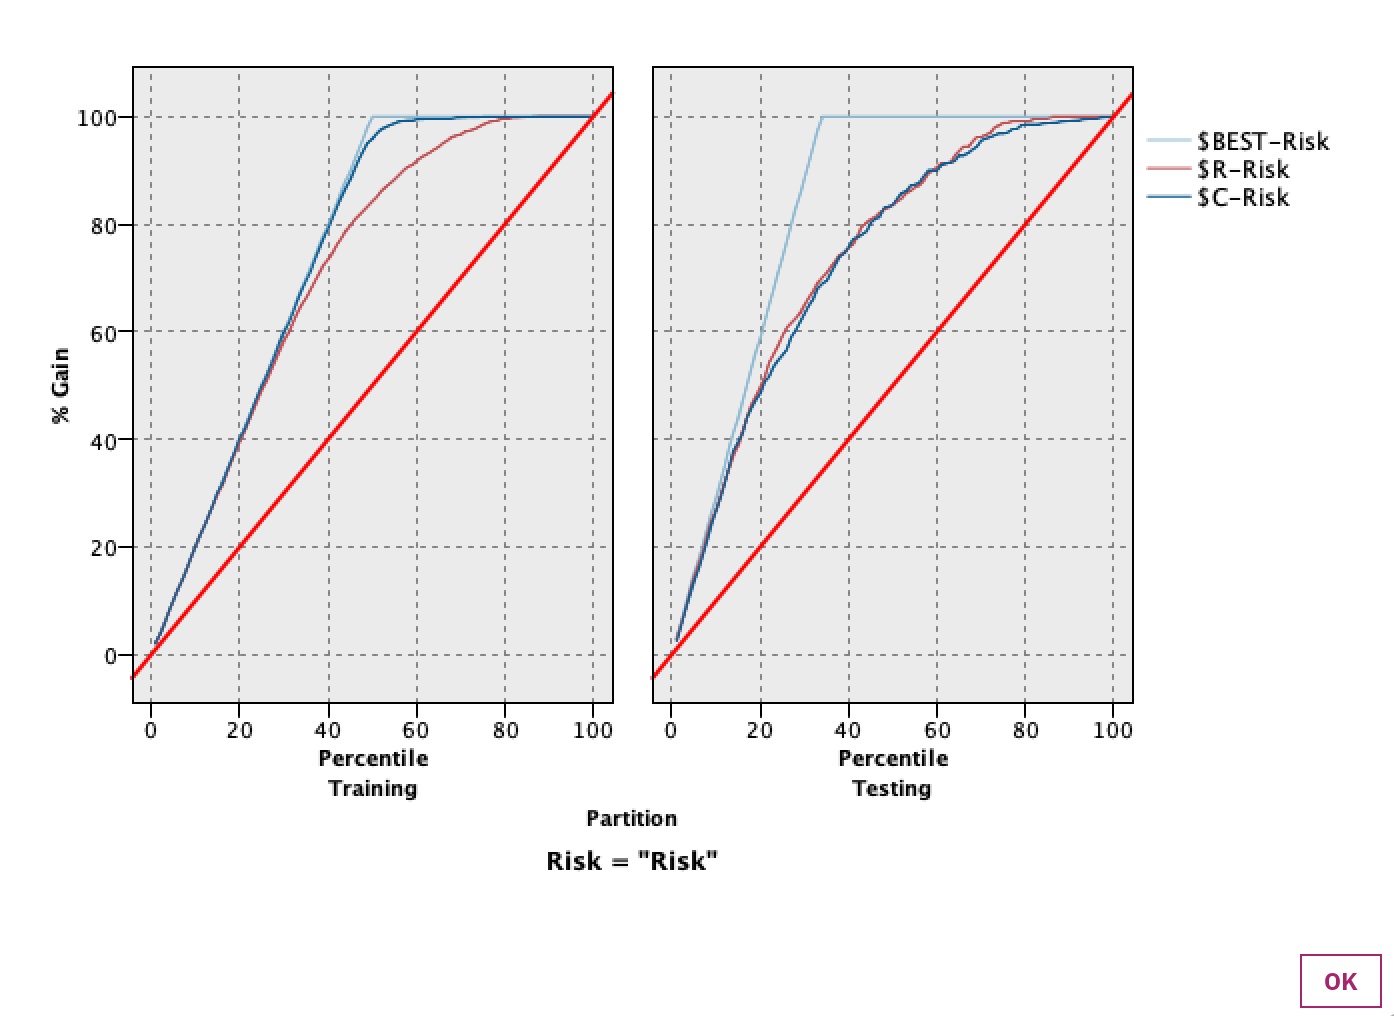 100
80
60
40
20
0
% Gain
0 20 40 60 80 100
0 20 40 60 80 100
Percentile
Training
Percentile
Testing
Partition
Risk = "Risk"
$BEST-Risk
$R-Risk
$C-Risk
OK